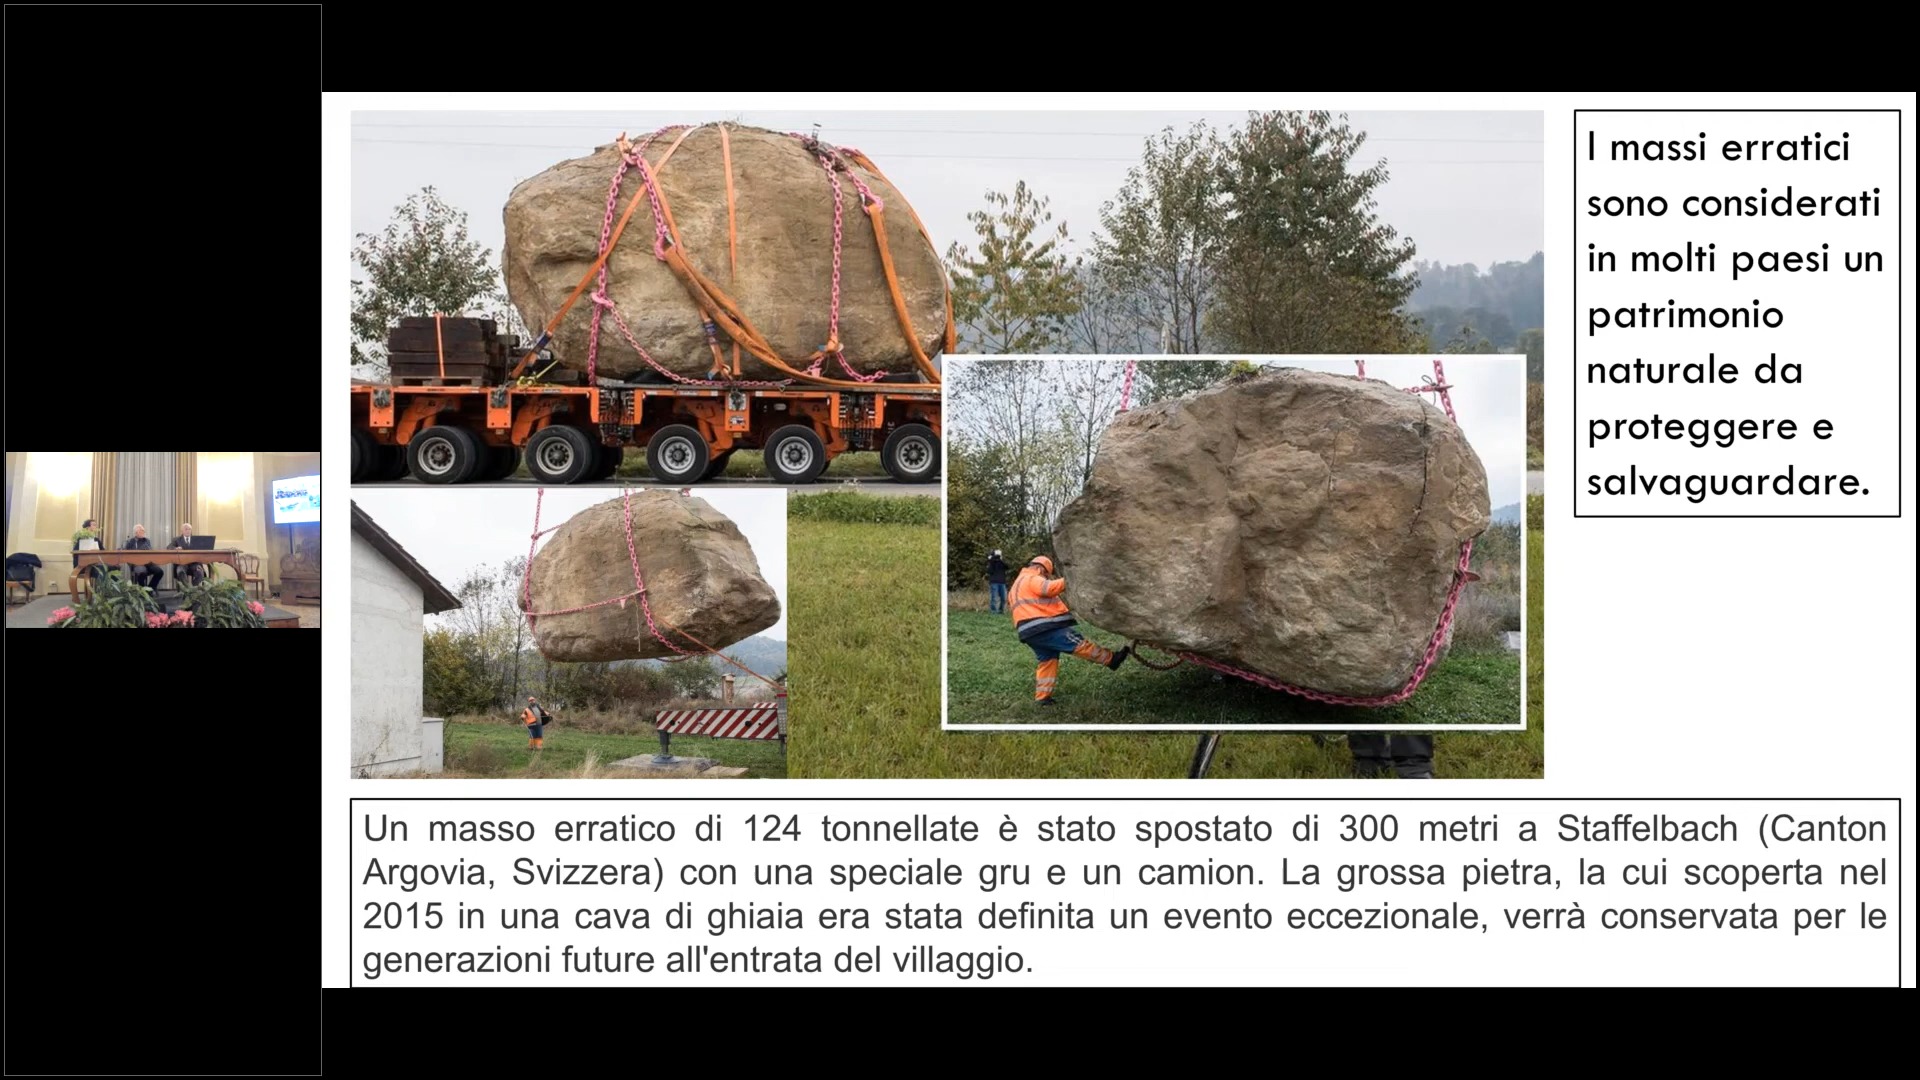 I massi erratici
sono considerati
in molti paesi un
patrimonio
naturale da
proteggere e
salvaguardare.
Un masso erratico di 124 tonnellate è stato spostato di 300 metri a Staffelbach (Canton
Argovia, Svizzera) con una speciale gru e un camion. La grossa pietra, la cui scoperta nel
2015 in una cava di ghiaia era stata definita un evento eccezionale, verrà conservata per le
generazioni future all'entrata del villaggio.